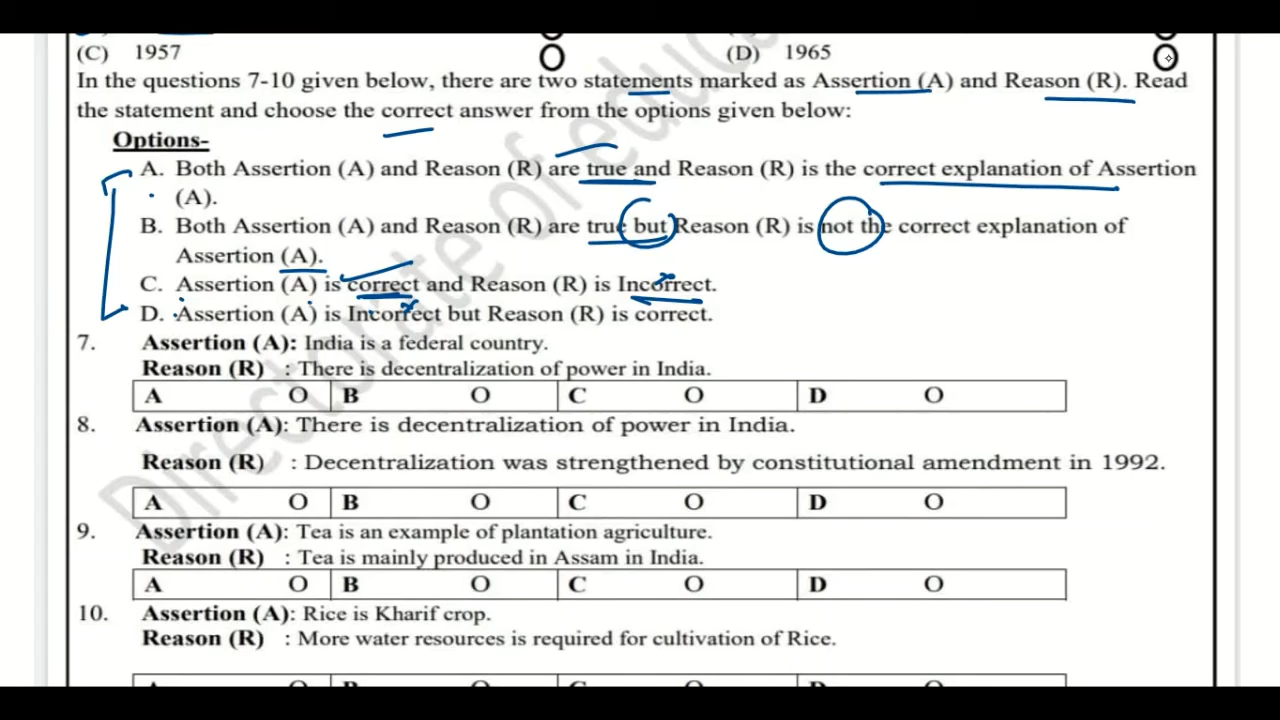 (C) 1957 (D) 1965
In the questions 7-10 given below, there are two statements marked as Assertion (A) and Reason (R). Read
the statement and choose the correct answer from the options given below:
Options-
A. Both Assertion (A) and Reason (R) are true and Reason (R) is the correct explanation of Assertion
(A).
B. Both Assertion (A) and Reason (R) are true but Reason (R) is not the correct explanation of
Assertion (A).
C. Assertion (A) is correct and Reason (R) is Incorrect.
D. Assertion (A) is Incorrect but Reason (R) is correct.
7. Assertion (A): India is a federal country.
Reason (R) : There is decentralization of power in India.
A O B O C O D O
8. Assertion (A): There is decentralization of power in India.
Reason (R) : Decentralization was strengthened by constitutional amendment in 1992.
A O B O C O D O
9. Assertion (A): Tea is an example of plantation agriculture.
Reason (R) : Tea is mainly produced in Assam in India.
A O B O C O D O
10. Assertion (A): Rice is Kharif crop.
Reason (R) : More water resources is required for cultivation of Rice.
Directorate of educ